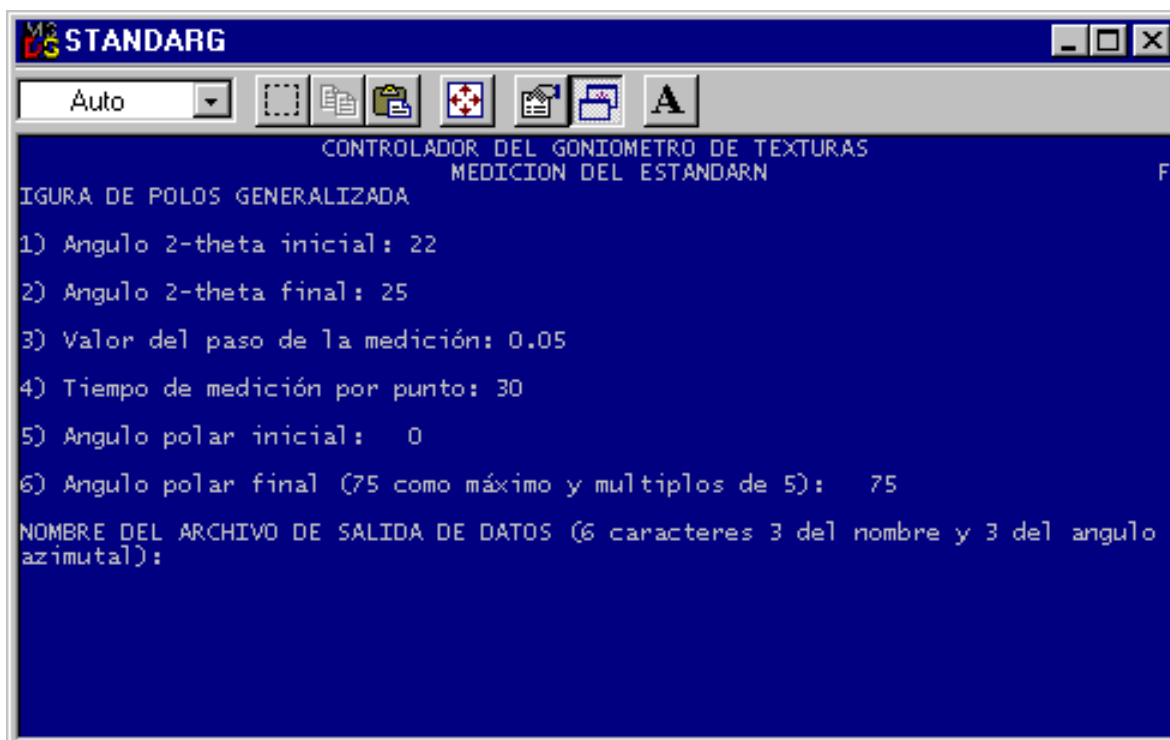 STANDARG
Auto
A
CONTROLADOR DEL GONIOMETRO DE TEXTURAS
MEDICION DEL ESTANDARN F
IGURA DE POLOS GENERALIZADA
1) Angulo 2-theta inicial: 22
2) Angulo 2-theta final: 25
3) Valor del paso de la medición: 0.05
4) Tiempo de medición por punto: 30
5) Angulo polar inicial: 0
6) Angulo polar final (75 como máximo y multiplos de 5): 75
NOMBRE DEL ARCHIVO DE SALIDA DE DATOS (6 caracteres 3 del nombre y 3 del angulo
azimutal):